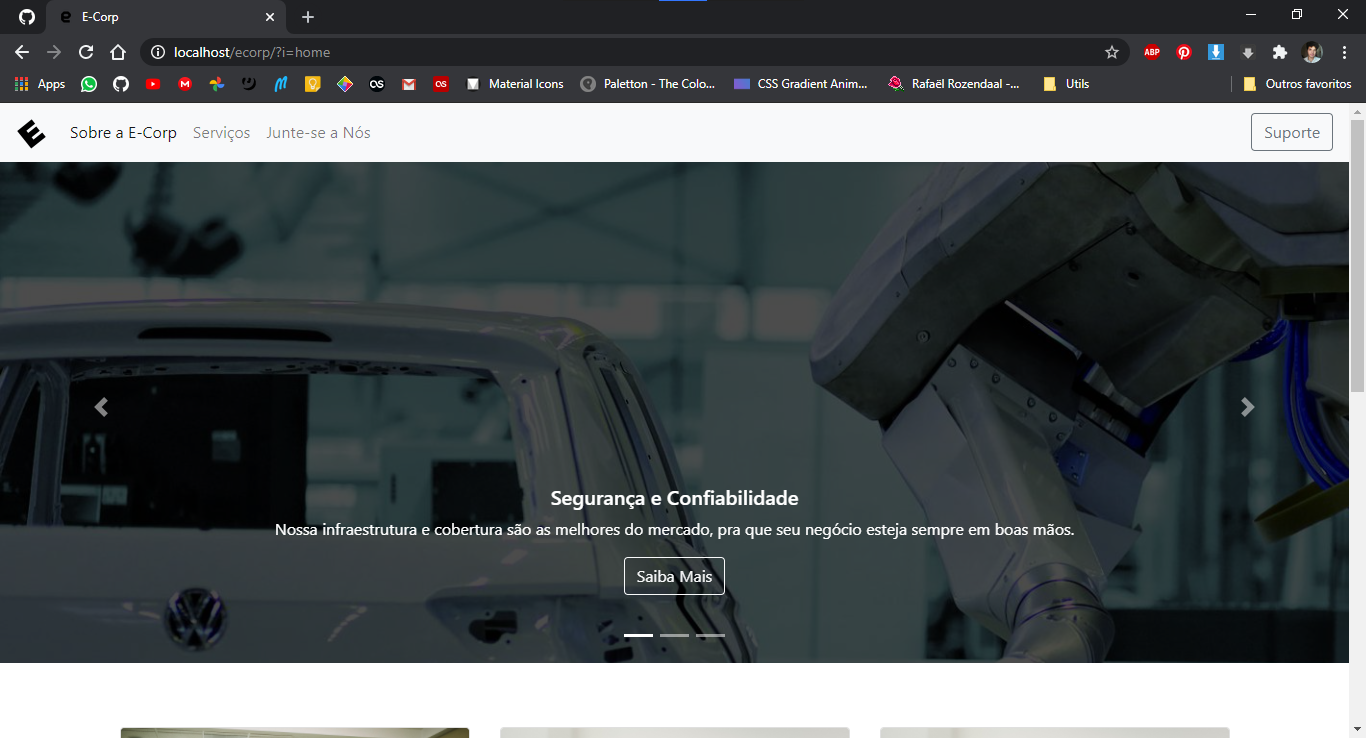 E-Corp
localhost/ecorp/?i=home
ABP
Apps
Material Icons
Paletton - The Colo...
CSS Gradient Anim...
Rafaël Rozendaal -...
Utils
Outros favoritos
Sobre a E-Corp
Serviços
Junte-se a Nós
Suporte
Segurança e Confiabilidade
Nossa infraestrutura e cobertura são as melhores do mercado, pra que seu negócio esteja sempre em boas mãos.
Saiba Mais